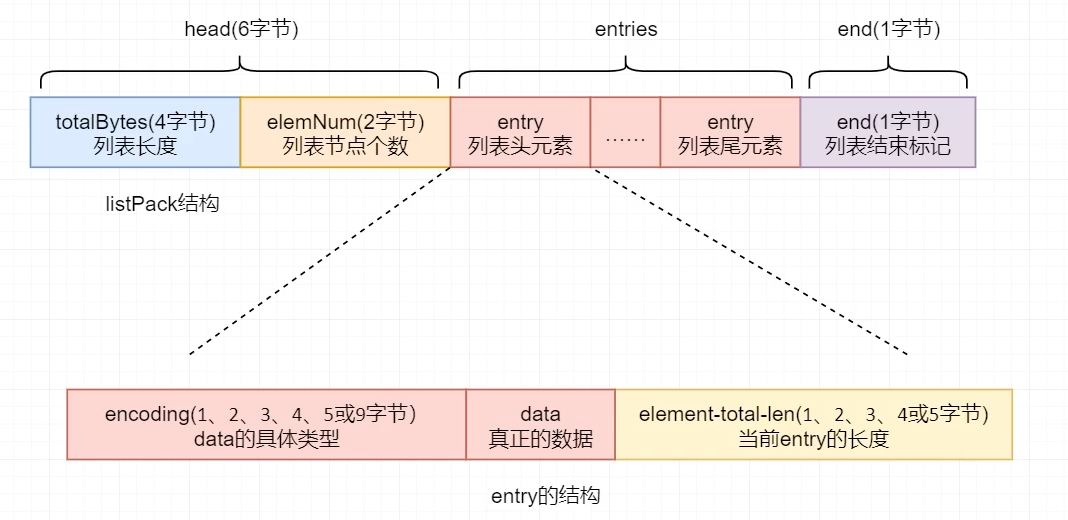 head(6字节)
entries
end(1字节)
totalBytes(4字节)
列表长度
elemNum(2字节)
列表节点个数
entry
列表头元素
······
entry
列表尾元素
end(1字节)
列表结束标记
listPack结构
encoding(1、2、3、4、5或9字节）
data的具体类型
data
真正的数据
element-total-len(1、2、3、4或5字节)
当前entry的长度
entry的结构